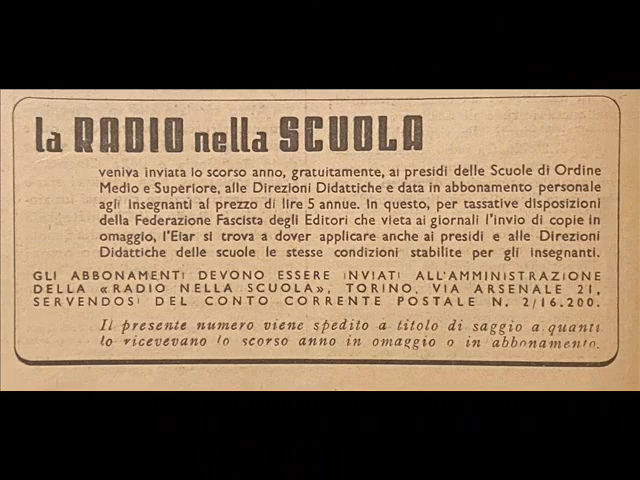 la RADIO nella SCUOLA
veniva inviata lo scorso anno, gratuitamente, ai presidi delle Scuole di Ordine
Medio e Superiore, alle Direzioni Didattiche e data in abbonamento personale
agli insegnanti al prezzo di lire 5 annue. In questo, per tassative disposizioni
della Federazione Fascista degli Editori che vieta ai giornali l'invio di copie in
omaggio, l'Eiar si trova a dover applicare anche ai presidi e alle Direzioni
Didattiche delle scuole le stesse condizioni stabilite per gli insegnanti.
GLI ABBONAMENTI DEVONO ESSERE INVIATI ALL'AMMINISTRAZIONE
DELLA «RADIO NELLA SCUOLA», TORINO, VIA ARSENALE 21,
SERVENDOSI DEL CONTO CORRENTE POSTALE N. 2/16.200.
Il presente numero viene spedito a titolo di saggio a quanti
lo ricevevano lo scorso anno in omaggio o in abbonamento.